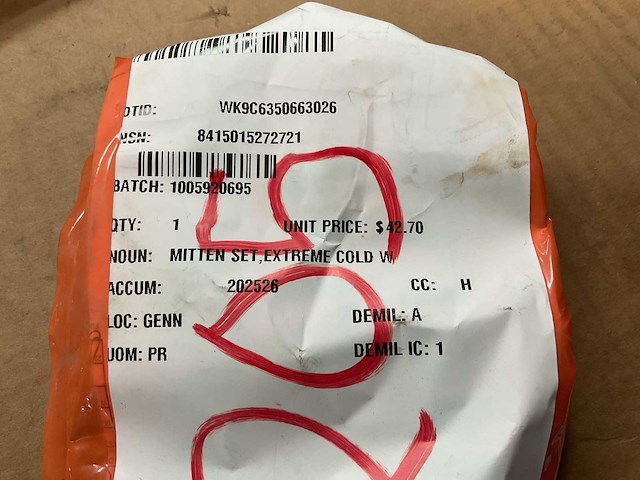 DTID: WK9C6350663026
NSN: 8415015272721
BATCH: 1005920695
QTY: 1 UNIT PRICE: $42.70
NOUN: MITTEN SET,EXTREME COLD W
ACCUM: 202526 CC: H
LOC: GENN DEMIL: A
UOM: PR DEMIL IC: 1